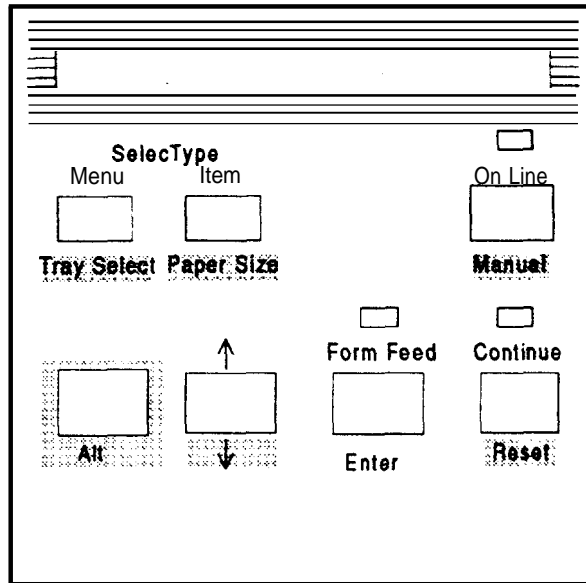 SelecType
Menu Item On Line
Tray Select Paper Size Manual
Form Feed Continue
Alt Enter Reset